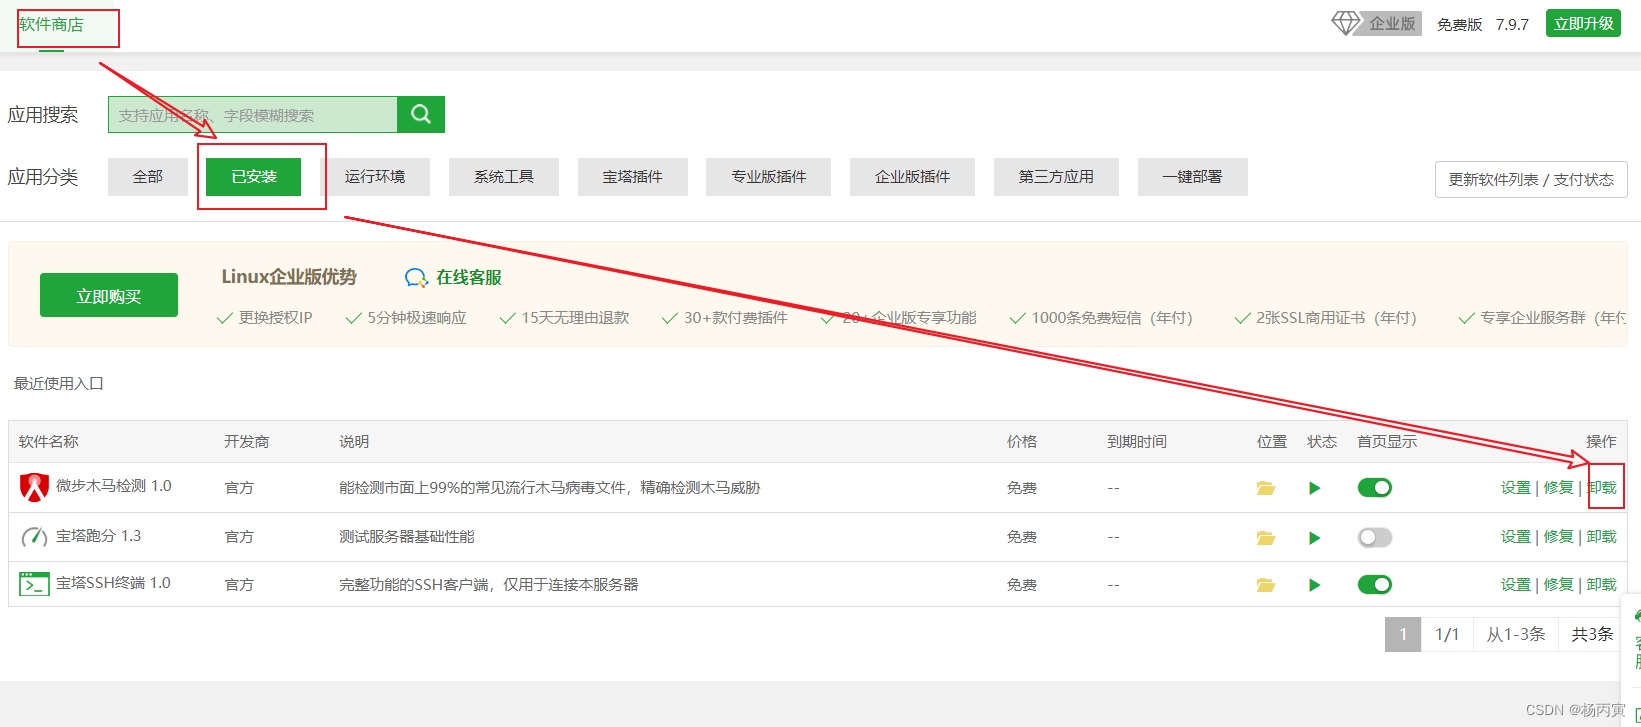 软件商店
企业版 免费版 7.9.7 立即升级
应用搜索 支持应用名称、字段模糊搜索
应用分类 全部 已安装 运行环境 系统工具 宝塔插件 专业版插件 企业版插件 第三方应用 一键部署 更新软件列表 / 支付状态
立即购买 Linux企业版优势 在线客服
更换授权IP 5分钟极速响应 15天无理由退款 30+款付费插件 20+企业版专享功能 1000条免费短信（年付） 2张SSL商用证书（年付） 专享企业服务群（年付
最近使用入口
软件名称 开发商 说明 价格 到期时间 位置 状态 首页显示 操作
微步木马检测 1.0 官方 能检测市面上99%的常见流行木马病毒文件，精确检测木马威胁 免费 -- 设置 | 修复 | 卸载
宝塔跑分 1.3 官方 测试服务器基础性能 免费 -- 设置 | 修复 | 卸载
宝塔SSH终端 1.0 官方 完整功能的SSH客户端，仅用于连接本服务器 免费 -- 设置 | 修复 | 卸载
1 1/1 从1-3条 共3条
客
服
CSDN @杨丙寅